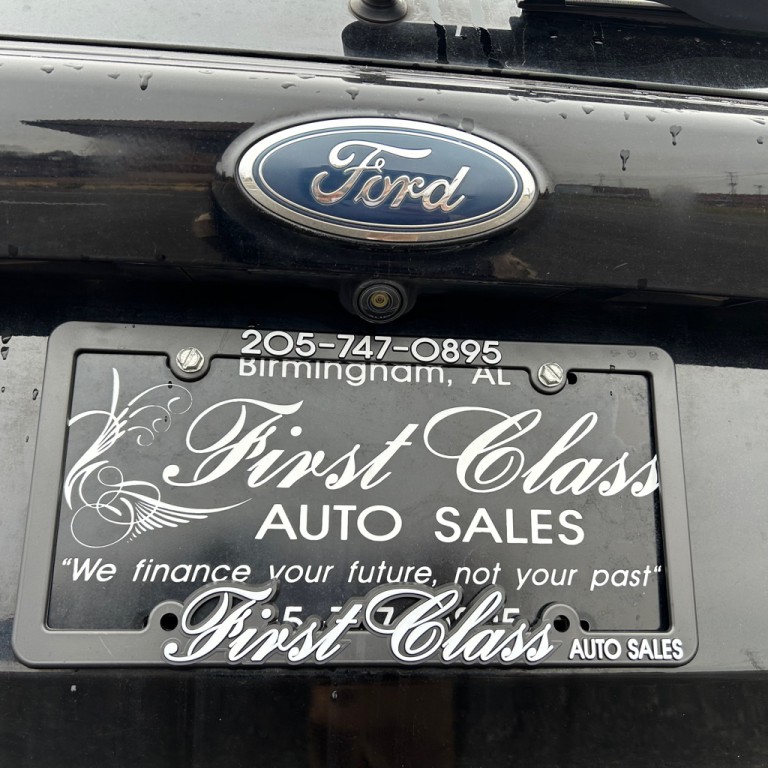 Ford
205-747-0895
Birmingham, AL
First Class
AUTO SALES
"We finance your future, not your past"
First Class AUTO SALES